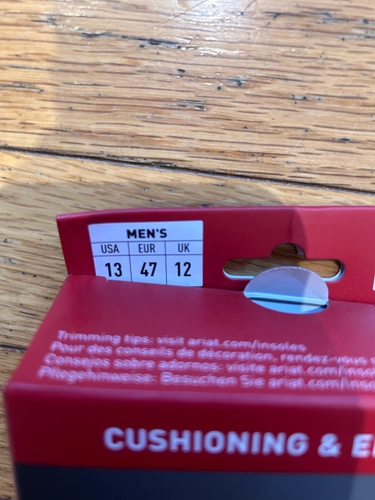 MEN'S
USA EUR UK
13 47 12
Trimming tips: visit ariat.com/insoles
Pour des conseils de décoration, rendez-vous
Consejos sobre adornos: visite ariat.com/
Pflegehinweise: Besuchen Sie ariat.com/
CUSHIONING &